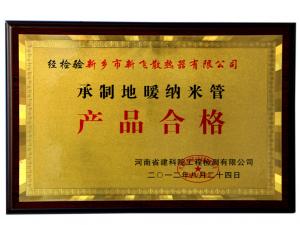 经检验新乡市新飞散热器有限公司
承制地暖纳米管
产品合格
河南省建科院工程检测有限公司
二〇一二年八月二十四日